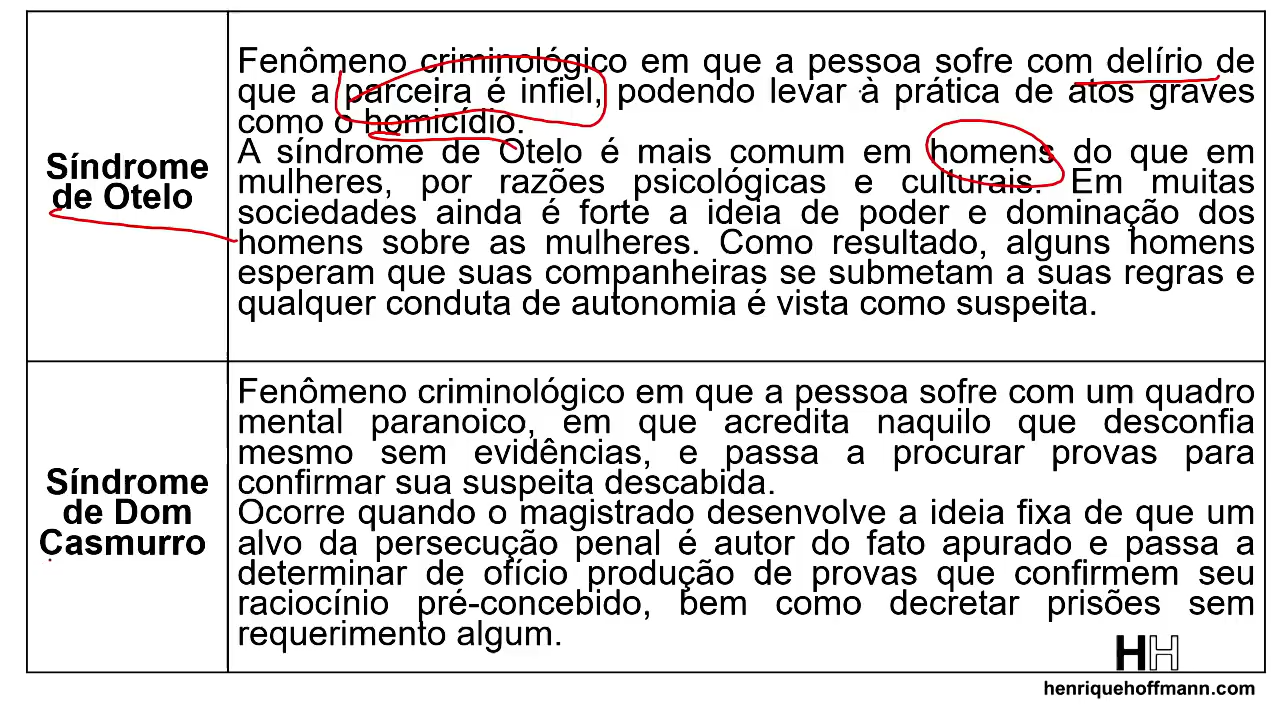 Síndrome
de Otelo
Fenômeno criminológico em que a pessoa sofre com delírio de
que a parceira é infiel, podendo levar à prática de atos graves
como o homicídio.
A síndrome de Otelo é mais comum em homens do que em
mulheres, por razões psicológicas e culturais. Em muitas
sociedades ainda é forte a ideia de poder e dominação dos
homens sobre as mulheres. Como resultado, alguns homens
esperam que suas companheiras se submetam a suas regras e
qualquer conduta de autonomia é vista como suspeita.
Síndrome
de Dom
Casmurro
Fenômeno criminológico em que a pessoa sofre com um quadro
mental paranoico, em que acredita naquilo que desconfia
mesmo sem evidências, e passa a procurar provas para
confirmar sua suspeita descabida.
Ocorre quando o magistrado desenvolve a ideia fixa de que um
alvo da persecução penal é autor do fato apurado e passa a
determinar de ofício produção de provas que confirmem seu
raciocínio pré-concebido, bem como decretar prisões sem
requerimento algum.
HH
henriquehoffmann.com